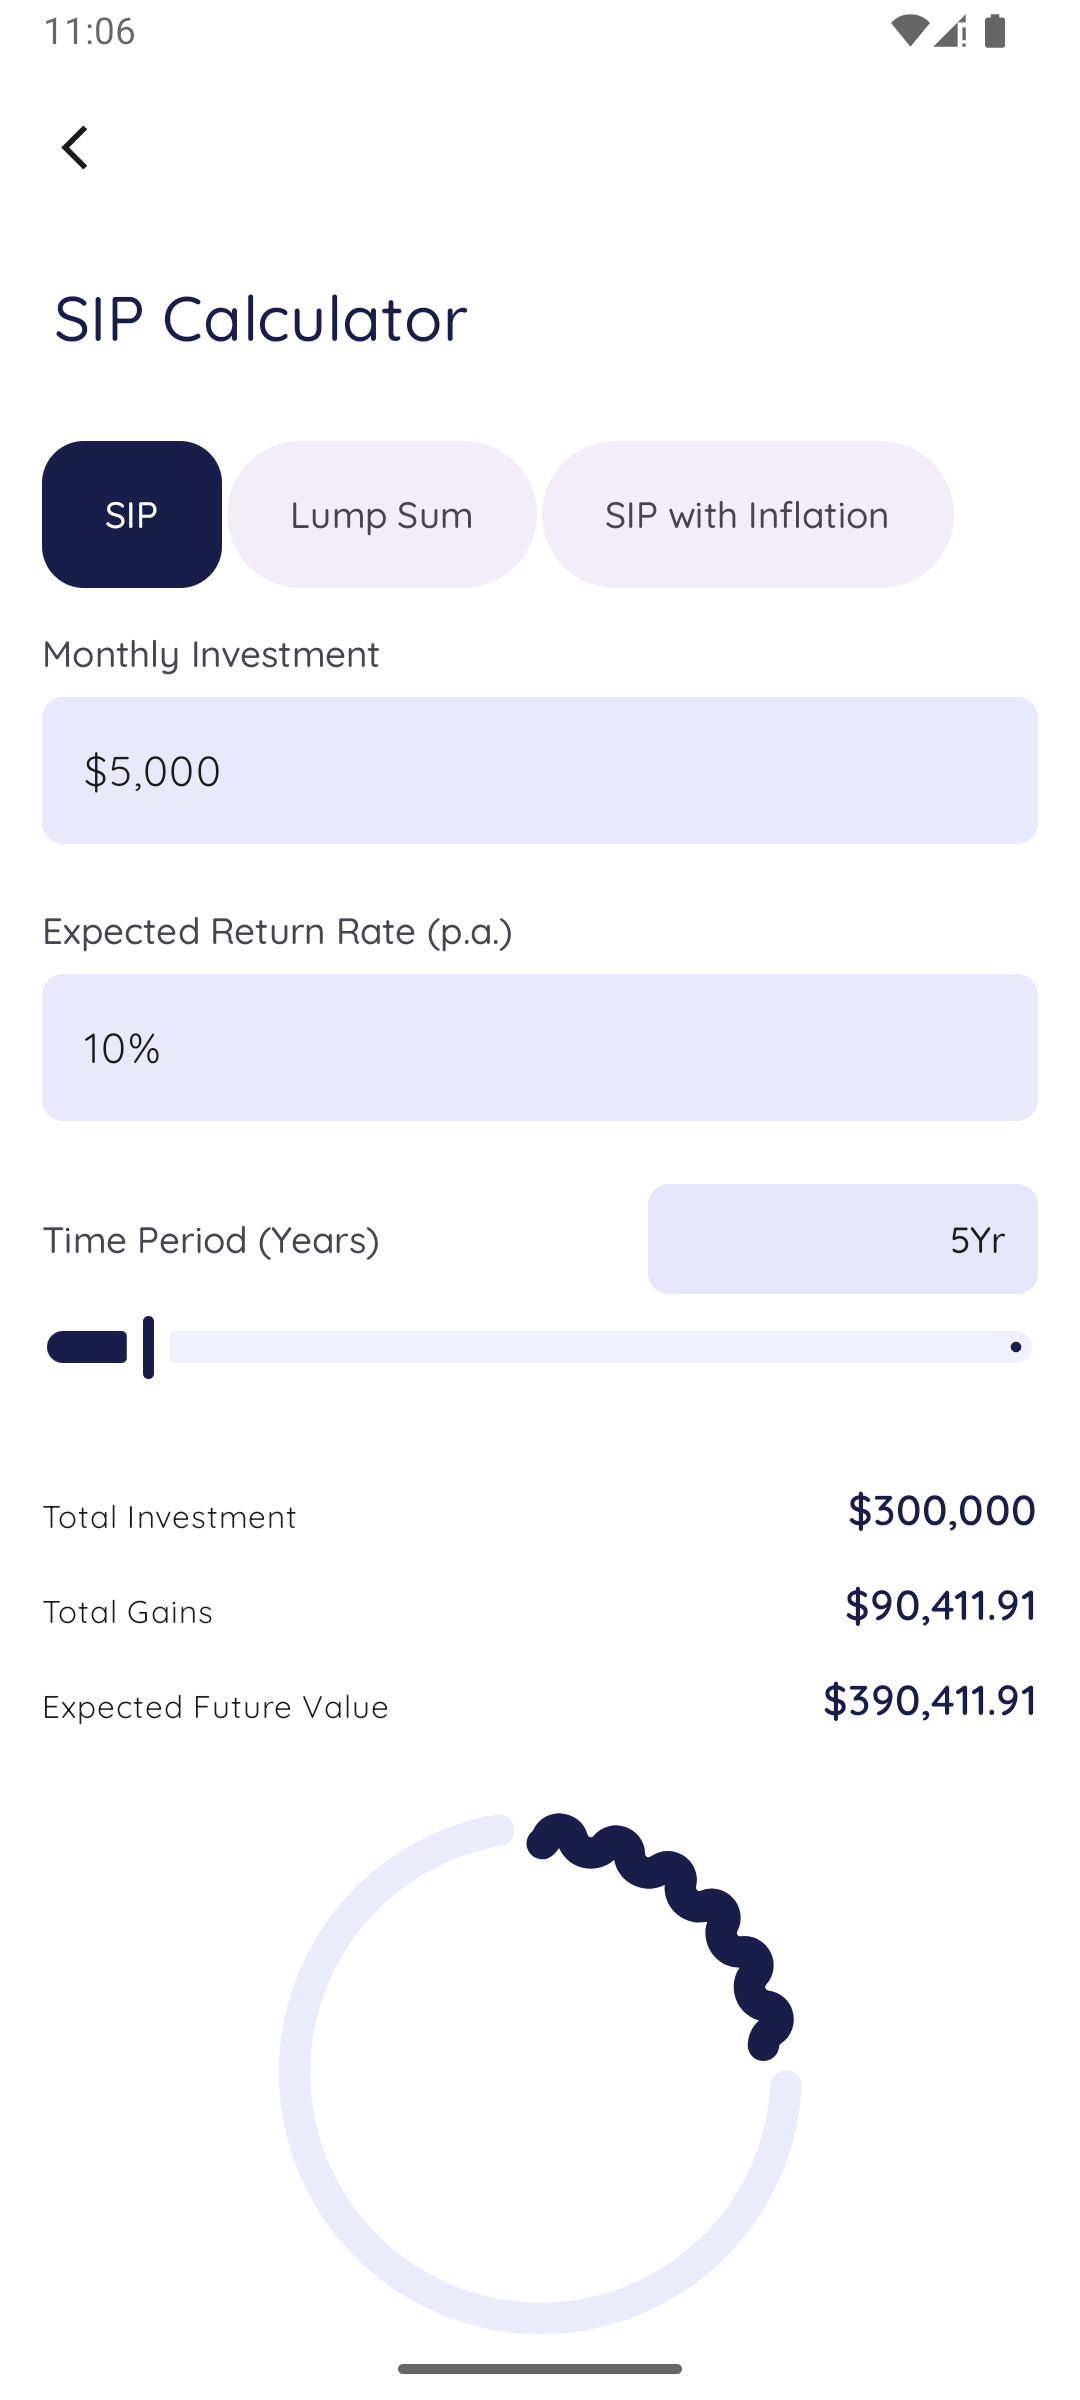 11:06
SIP Calculator
SIP
Lump Sum
SIP with Inflation
Monthly Investment
$5,000
Expected Return Rate (p.a.)
10%
Time Period (Years)
5Yr
Total Investment
$300,000
Total Gains
$90,411.91
Expected Future Value
$390,411.91